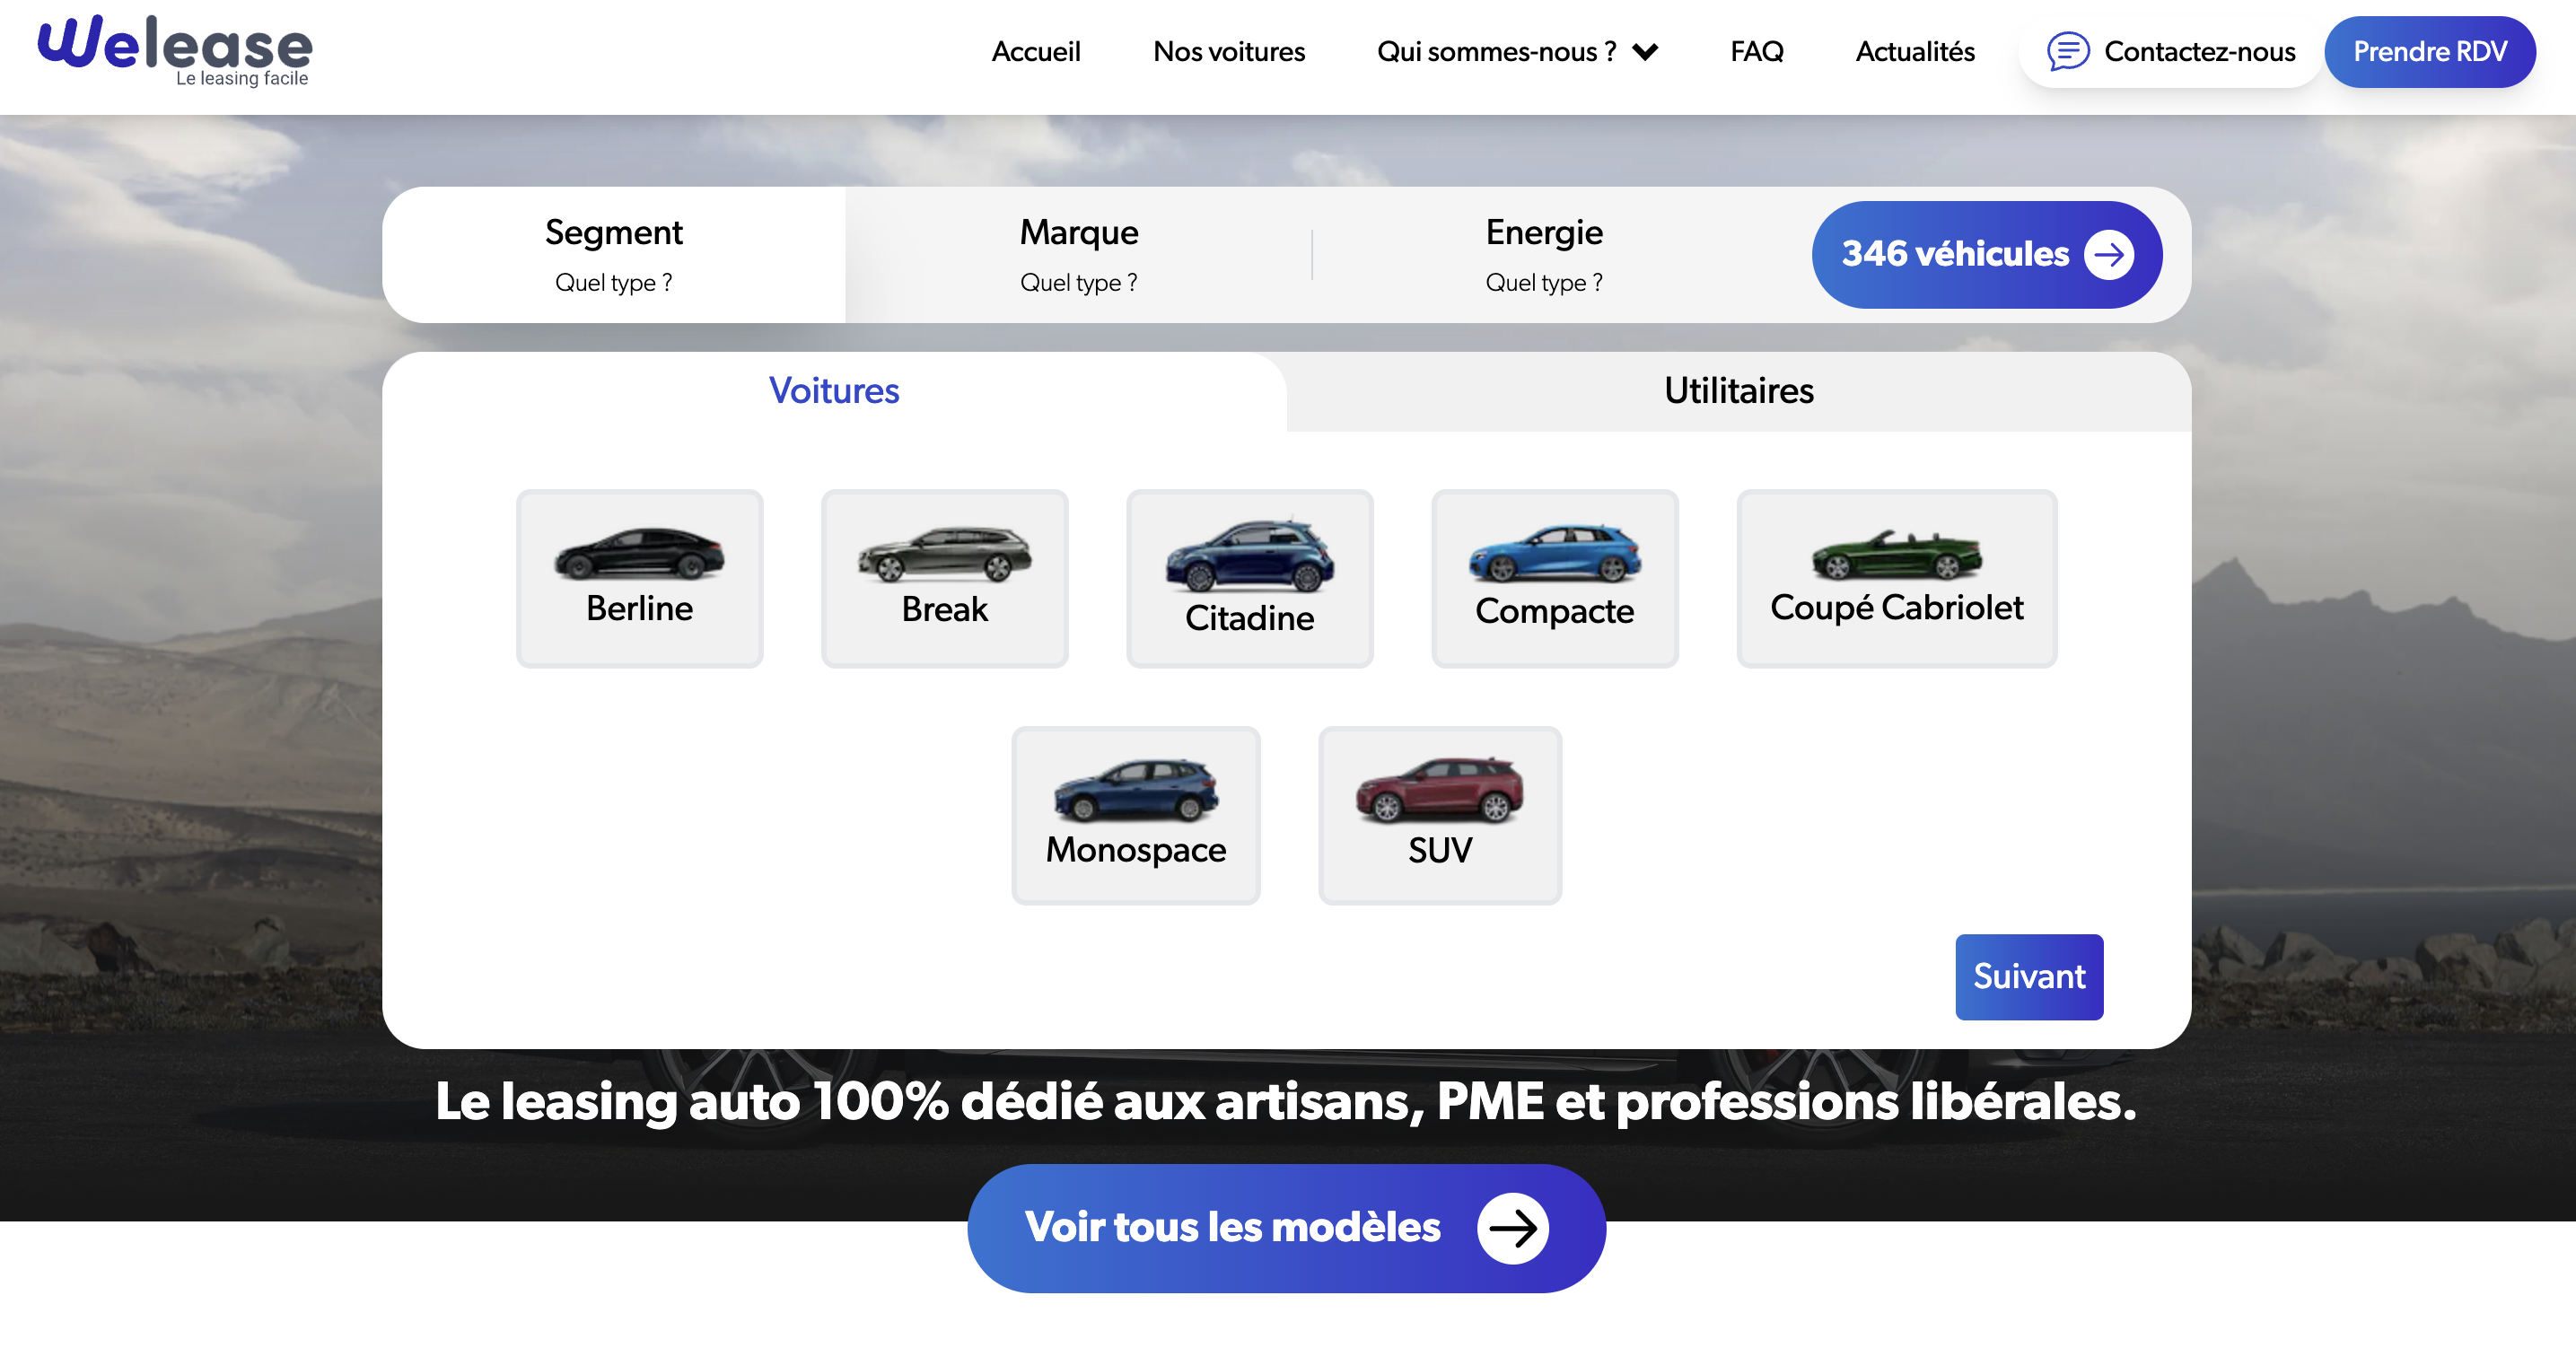 Welease
Le leasing facile
Accueil
Nos voitures
Qui sommes-nous ?
FAQ
Actualités
Contactez-nous
Prendre RDV
Segment
Quel type ?
Marque
Quel type ?
Energie
Quel type ?
346 véhicules
Voitures
Utilitaires
Berline
Break
Citadine
Compacte
Coupé Cabriolet
Monospace
SUV
Suivant
Le leasing auto 100% dédié aux artisans, PME et professions libérales.
Voir tous les modèles